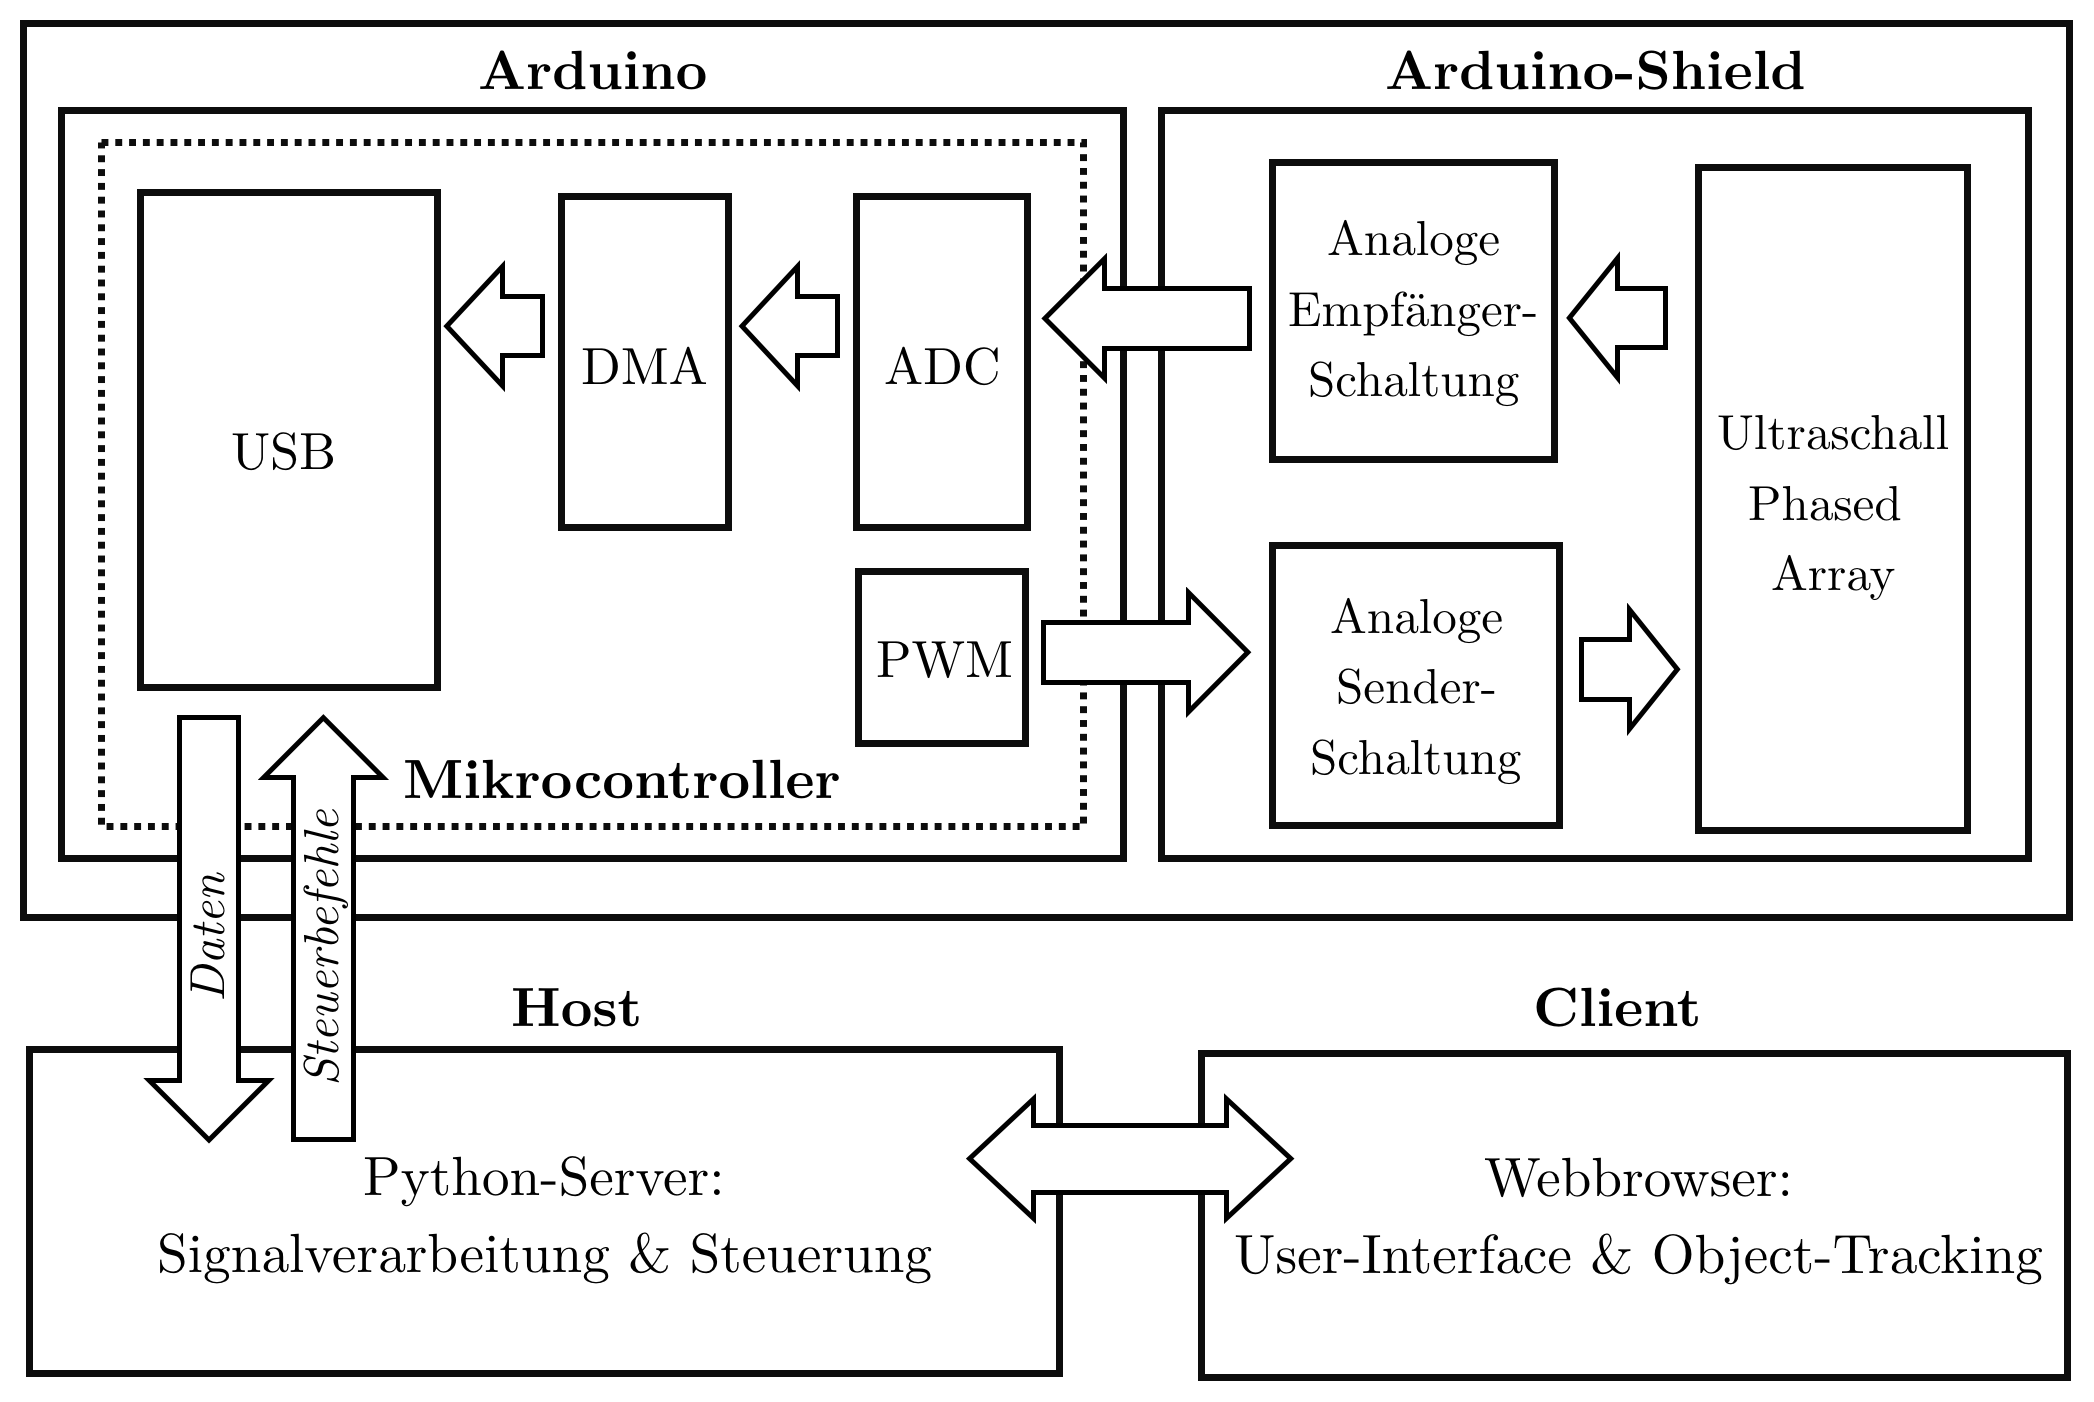 Arduino
Arduino-Shield
USB
DMA
ADC
PWM
Mikrocontroller
Analoge
Empfänger-
Schaltung
Analoge
Sender-
Schaltung
Ultraschall
Phased
Array
Daten
Steuerbefehle
Host
Python-Server:
Signalverarbeitung & Steuerung
Client
Webbrowser:
User-Interface & Object-Tracking